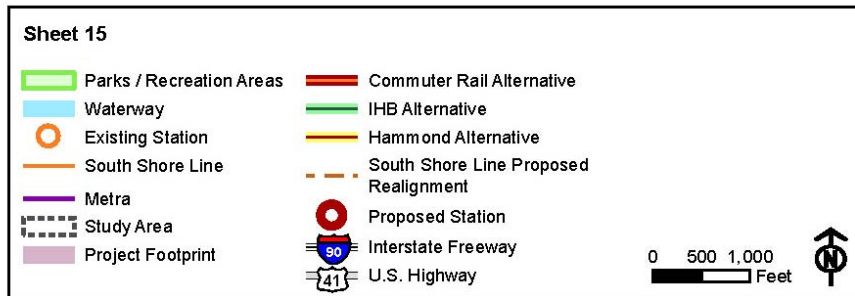 Sheet 15
Parks / Recreation Areas
Waterway
Existing Station
South Shore Line
Metra
Study Area
Project Footprint
Commuter Rail Alternative
IHB Alternative
Hammond Alternative
South Shore Line Proposed
Realignment
Proposed Station
90 Interstate Freeway
41 U.S. Highway
0 500 1,000
Feet
N